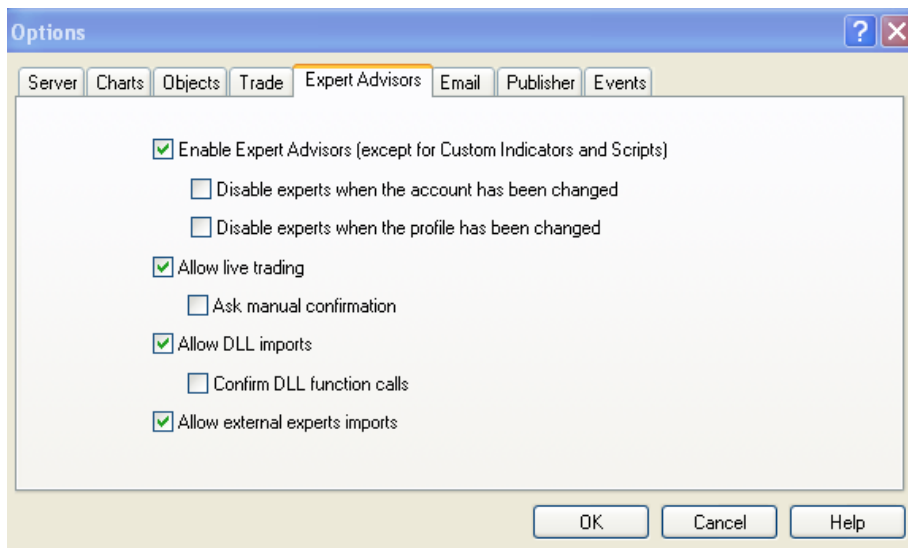 Options
Server Charts Objects Trade Expert Advisors Email Publisher Events
Enable Expert Advisors (except for Custom Indicators and Scripts)
Disable experts when the account has been changed
Disable experts when the profile has been changed
Allow live trading
Ask manual confirmation
Allow DLL imports
Confirm DLL function calls
Allow external experts imports
OK Cancel Help